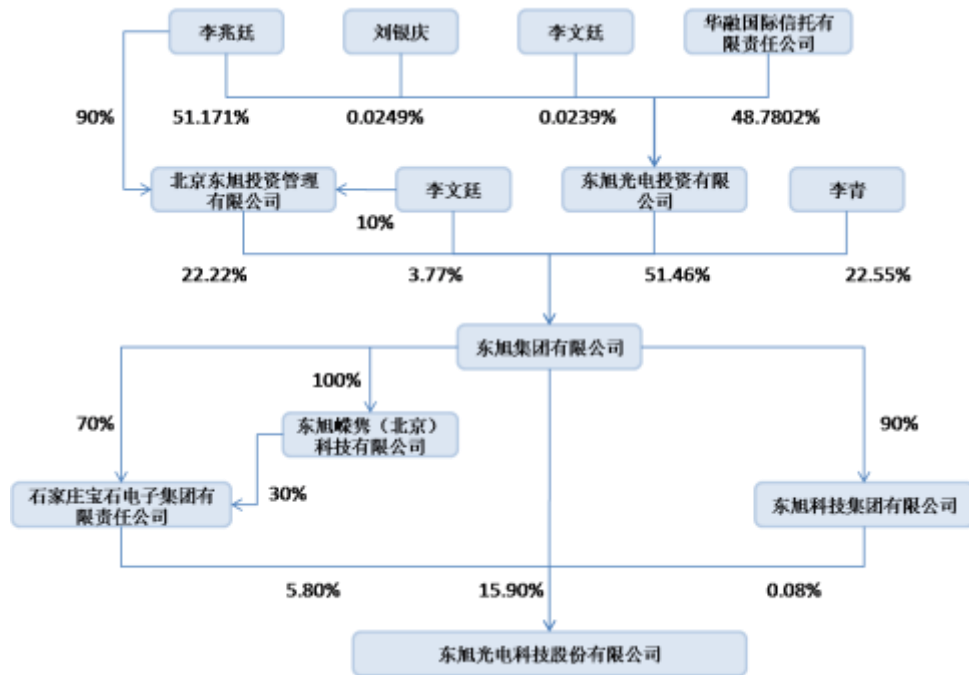 李兆廷
刘银庆
李文廷
华融国际信托有
限责任公司
90%
51.171%
0.0249%
0.0239%
48.7802%
北京东旭投资管理
有限公司
李文廷
东旭光电投资有限
公司
李青
10%
22.22%
3.77%
51.46%
22.55%
东旭集团有限公司
100%
70%
90%
东旭嵘隽（北京）
科技有限公司
30%
石家庄宝石电子集团有
限责任公司
东旭科技集团有限公司
5.80%
15.90%
0.08%
东旭光电科技股份有限公司